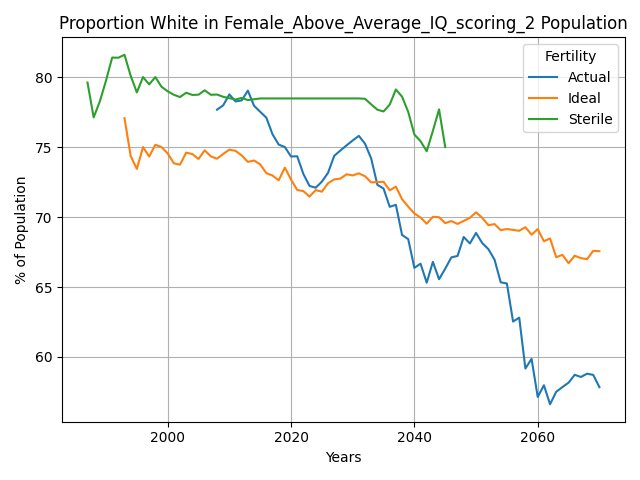 Proportion White in Female_Above_Average_IQ_scoring_2 Population
Fertility
Actual
Ideal
Sterile
% of Population
80
75
70
65
60
2000
2020
2040
2060
Years